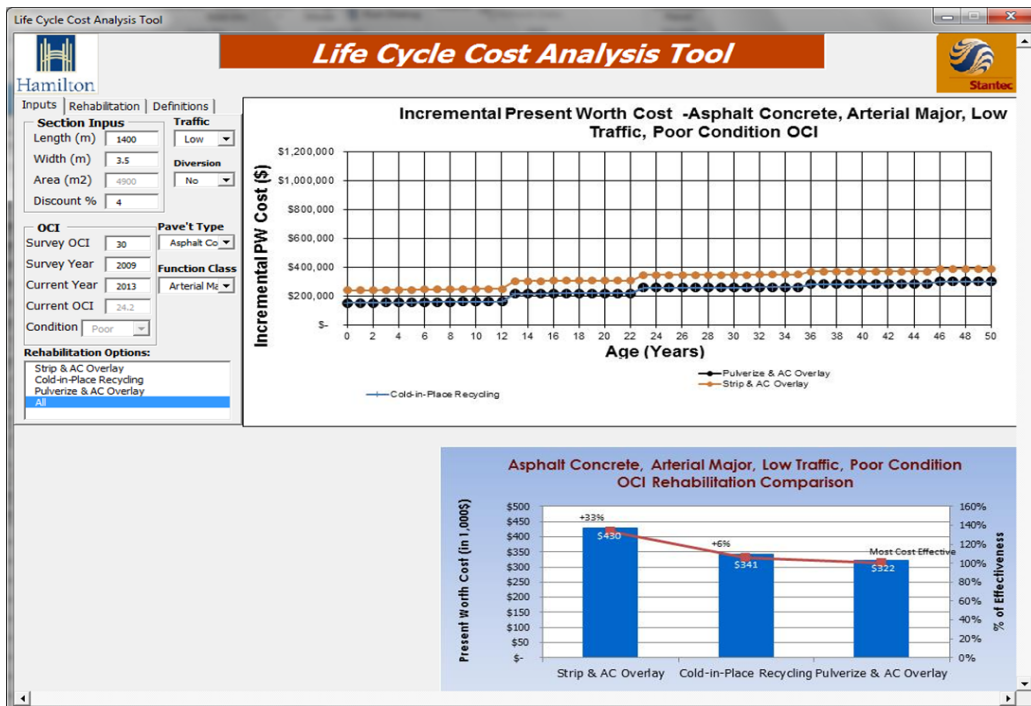 Life Cycle Cost Analysis Tool
Hamilton
Life Cycle Cost Analysis Tool
Stantec
Inputs Rehabilitation Definitions
Section Inpus
Length (m) 1400
Width (m) 3.5
Area (m2) 4900
Discount % 4
Traffic
Low
Diversion
No
OCI
Survey OCI 30
Survey Year 2009
Current Year 2013
Current OCI 24.2
Condition Poor
Pave't Type
Asphalt Co
Function Class
Arterial Ma
Rehabilitation Options:
Strip & AC Overlay
Cold-in-Place Recycling
Pulverize & AC Overlay
All
Incremental Present Worth Cost -Asphalt Concrete, Arterial Major, Low
Traffic, Poor Condition OCI
Incremental PW Cost ($)
$1,200,000
$1,000,000
$800,000
$600,000
$400,000
$200,000
$-
0 2 4 6 8 10 12 14 16 18 20 22 24 26 28 30 32 34 36 38 40 42 44 46 48 50
Age (Years)
Pulverize & AC Overlay
Strip & AC Overlay
Cold-in-Place Recycling
Asphalt Concrete, Arterial Major, Low Traffic, Poor Condition
OCI Rehabilitation Comparison
Present Worth Cost (in 1,000$)
$500
$450
$400
$350
$300
$250
$200
$150
$100
$50
$-
+33%
$430
+6%
$341
Most Cost Effective
$322
160%
140%
120%
100%
80%
60%
40%
20%
0%
% of Effectiveness
Strip & AC Overlay Cold-in-Place Recycling Pulverize & AC Overlay